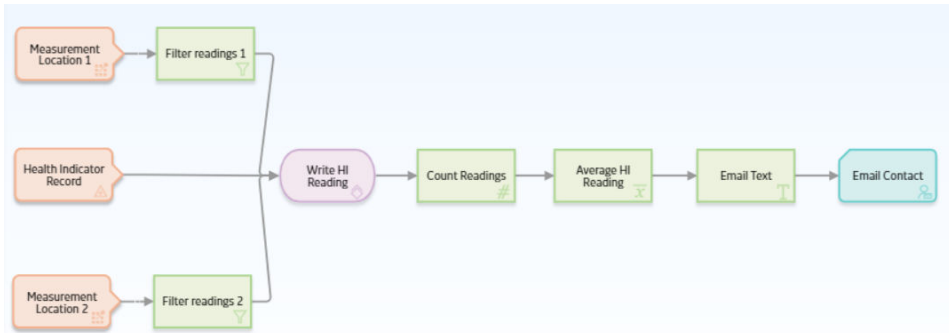 Measurement
Location 1
Filter readings 1
Health Indicator
Record
Write HI
Reading
Count Readings
#
Average HI
Reading
x
Email Text
T
Email Contact
Measurement
Location 2
Filter readings 2